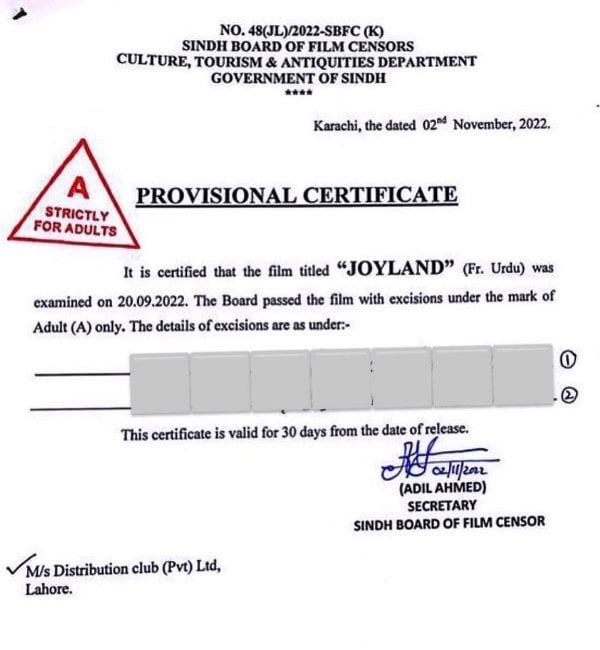 NO. 48(JL)/2022-SBFC (K)
SINDH BOARD OF FILM CENSORS
CULTURE, TOURISM & ANTIQUITIES DEPARTMENT
GOVERNMENT OF SINDH
****
Karachi, the dated 02nd November, 2022.
A
STRICTLY
FOR ADULTS
PROVISIONAL CERTIFICATE
It is certified that the film titled “JOYLAND” (Fr. Urdu) was
examined on 20.09.2022. The Board passed the film with excisions under the mark of
Adult (A) only. The details of excisions are as under:-
①
②
This certificate is valid for 30 days from the date of release.
02/11/2022
(ADIL AHMED)
SECRETARY
SINDH BOARD OF FILM CENSOR
M/s Distribution club (Pvt) Ltd,
Lahore.